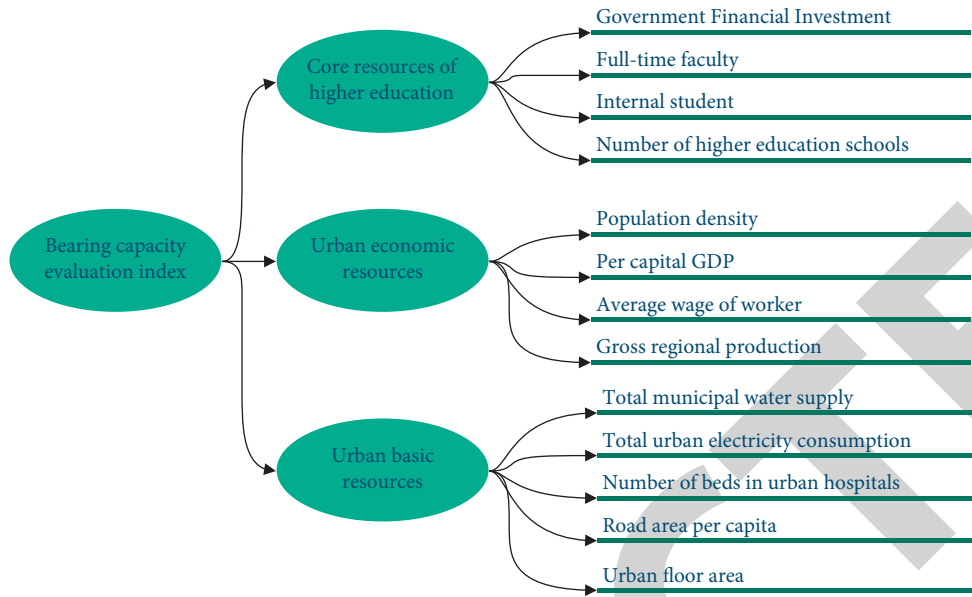 Government Financial Investment
Full-time faculty
Internal student
Number of higher education schools
Core resources of
higher education
Population density
Per capital GDP
Average wage of worker
Gross regional production
Bearing capacity
evaluation index
Urban economic
resources
Total municipal water supply
Total urban electricity consumption
Number of beds in urban hospitals
Road area per capita
Urban floor area
Urban basic
resources